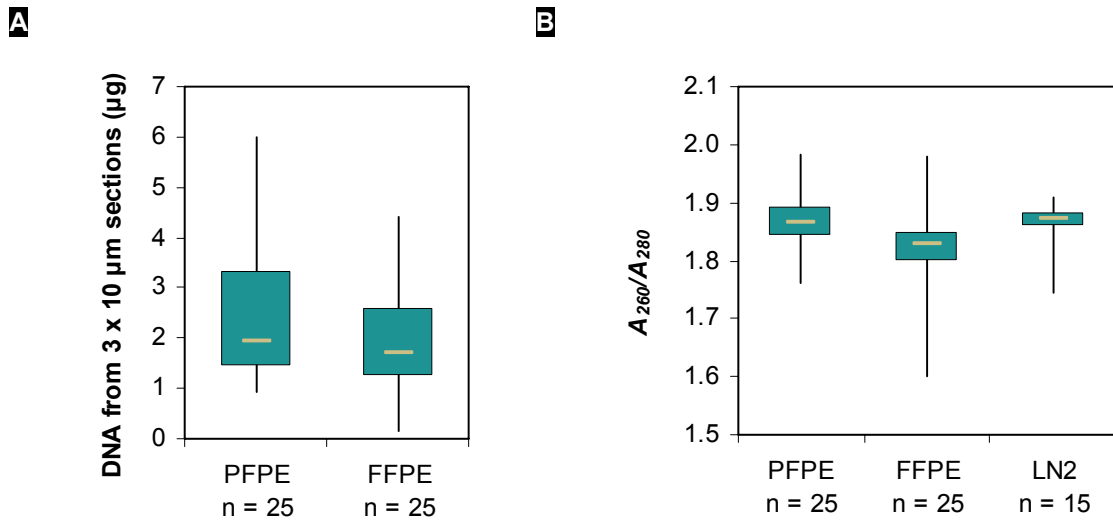 A
DNA from 3 x 10 µm sections (µg)
7
6
5
4
3
2
1
0
PFPE
n = 25
FFPE
n = 25
B
A260/A280
2.1
2.0
1.9
1.8
1.7
1.6
1.5
PFPE
n = 25
FFPE
n = 25
LN2
n = 15